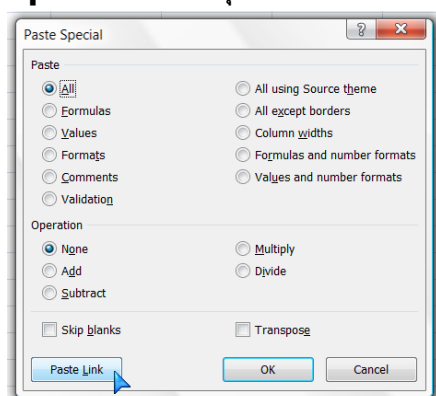 Paste Special
Paste
All
All using Source theme
Formulas
All except borders
Values
Column widths
Formats
Formulas and number formats
Comments
Values and number formats
Validation
Operation
None
Multiply
Add
Divide
Subtract
Skip blanks
Transpose
Paste Link
OK
Cancel